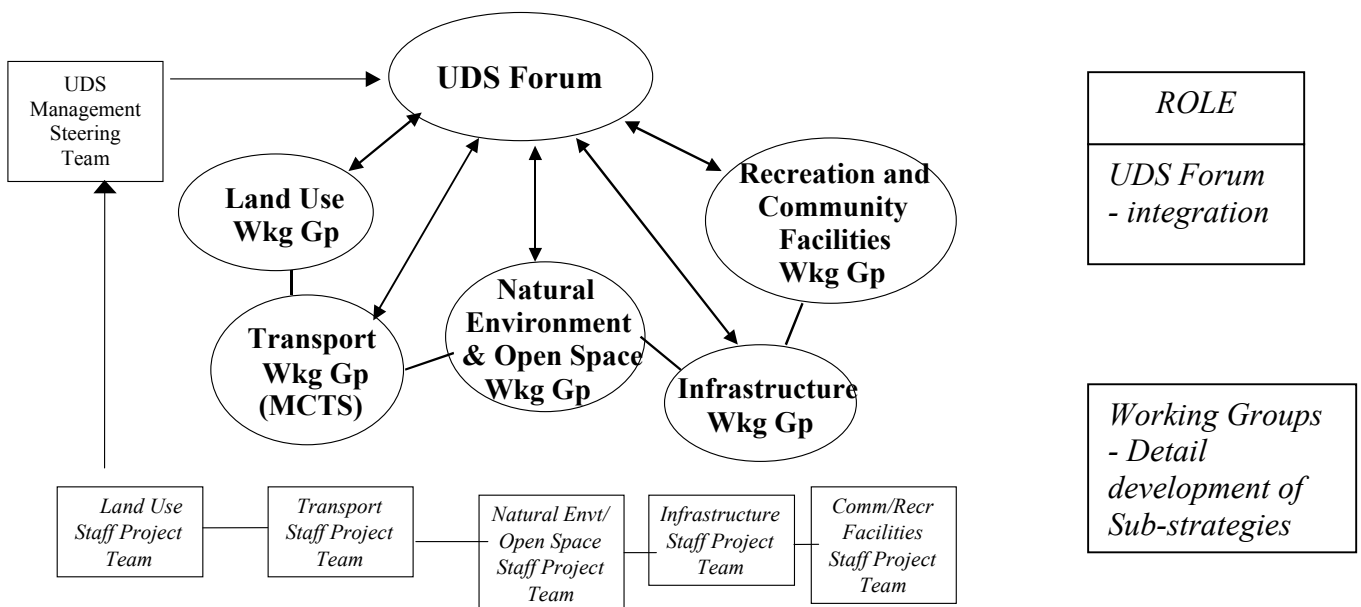 UDS Forum
UDS
Management
Steering
Team
ROLE
UDS Forum
- integration
Land Use
Wkg Gp
Recreation and
Community
Facilities
Wkg Gp
Transport
Wkg Gp
(MCTS)
Natural
Environment
& Open Space
Wkg Gp
Infrastructure
Wkg Gp
Working Groups
- Detail
development of
Sub-strategies
Land Use
Staff Project
Team
Transport
Staff Project
Team
Natural Envt/
Open Space
Staff Project
Team
Infrastructure
Staff Project
Team
Comm/Recr
Facilities
Staff Project
Team